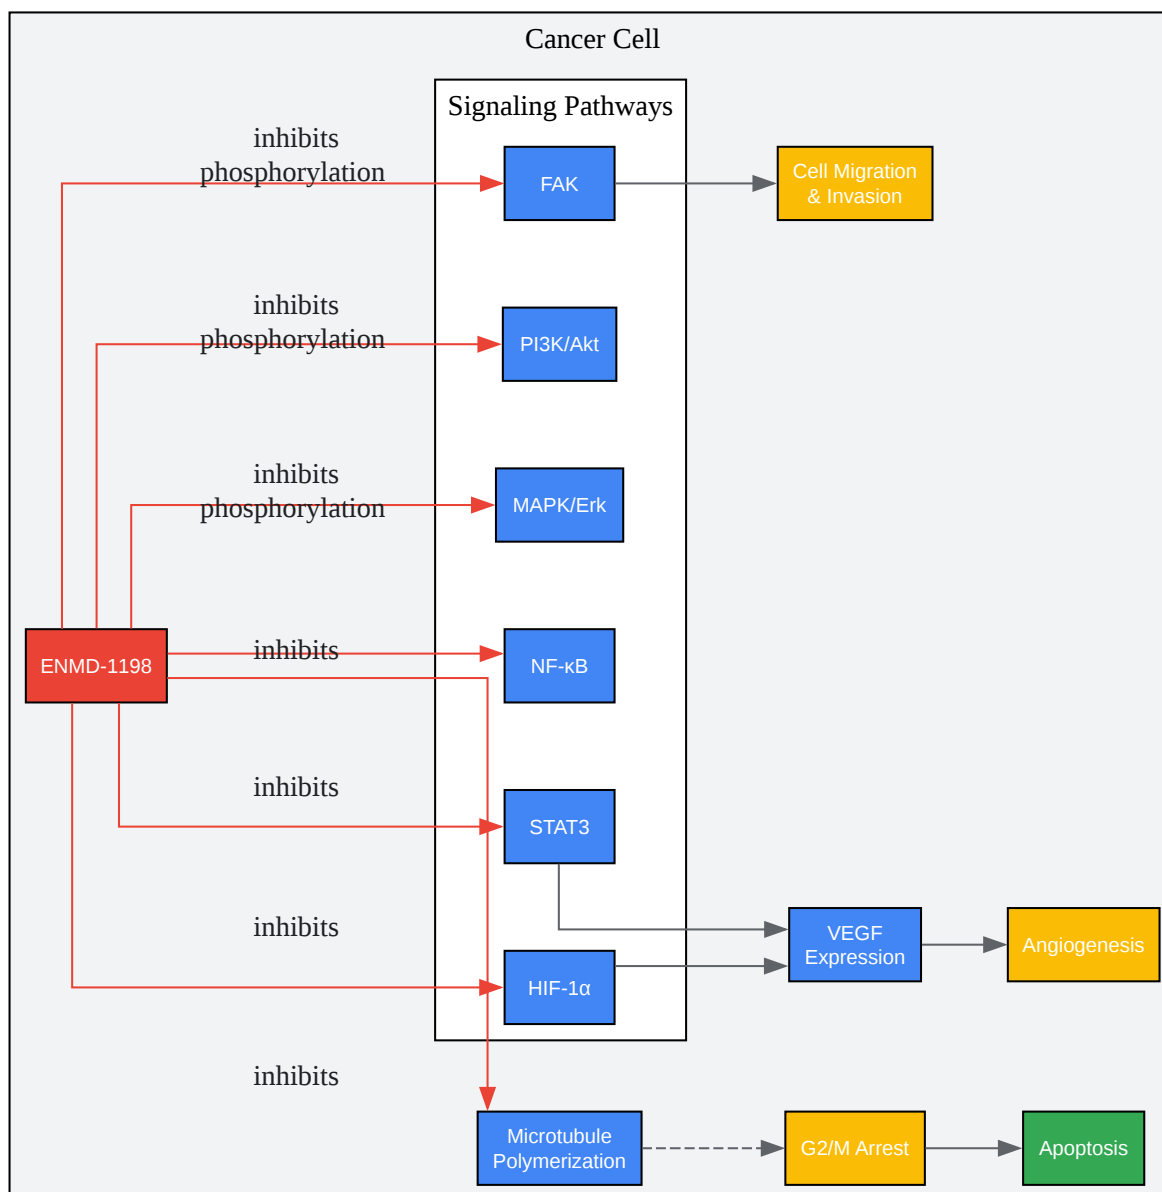 Cancer Cell
Signaling Pathways
inhibits
phosphorylation
FAK
Cell Migration
& Invasion
inhibits
phosphorylation
PI3K/Akt
inhibits
phosphorylation
MAPK/Erk
ENMD-1198
inhibits
NF-κB
inhibits
STAT3
inhibits
HIF-1α
VEGF
Expression
Angiogenesis
inhibits
Microtubule
Polymerization
G2/M Arrest
Apoptosis